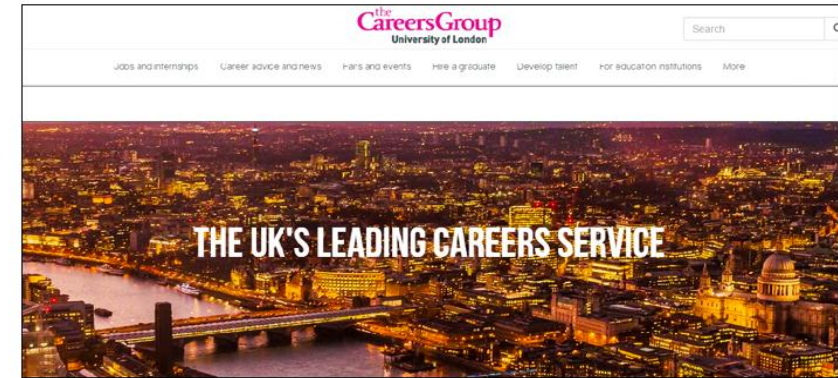 the
CareersGroup
University of London
Search
Jobs and internships Career advice and news Fairs and events Hire a graduate Develop talent For education institutions More
THE UK'S LEADING CAREERS SERVICE